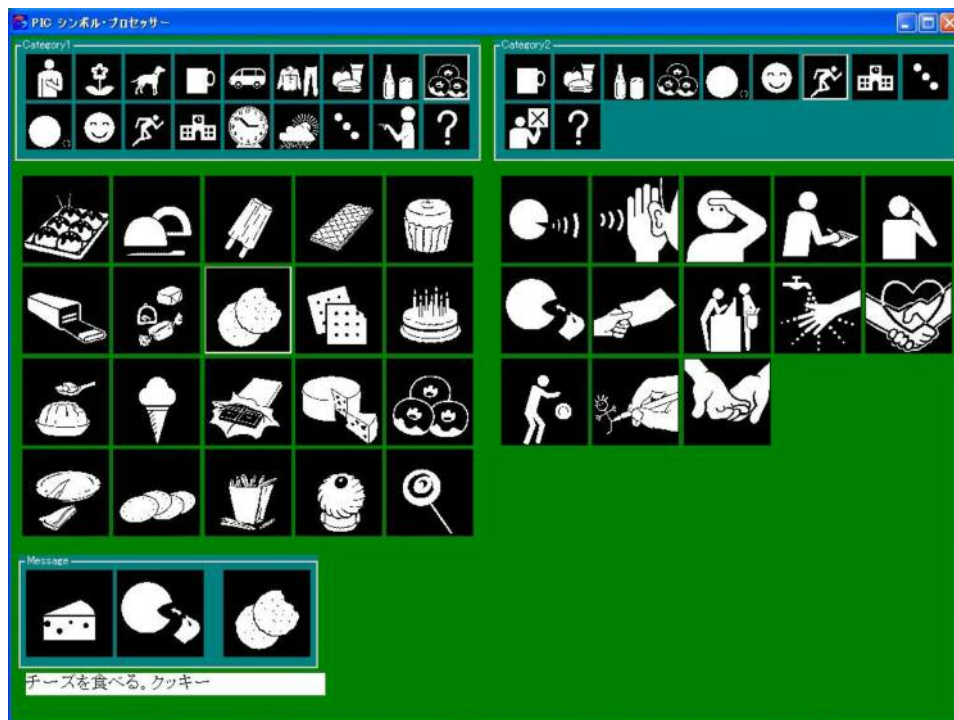 PIC シンボル・プロセッサー
Category1
Category2
?
?
Message
チーズを食べる。クッキー